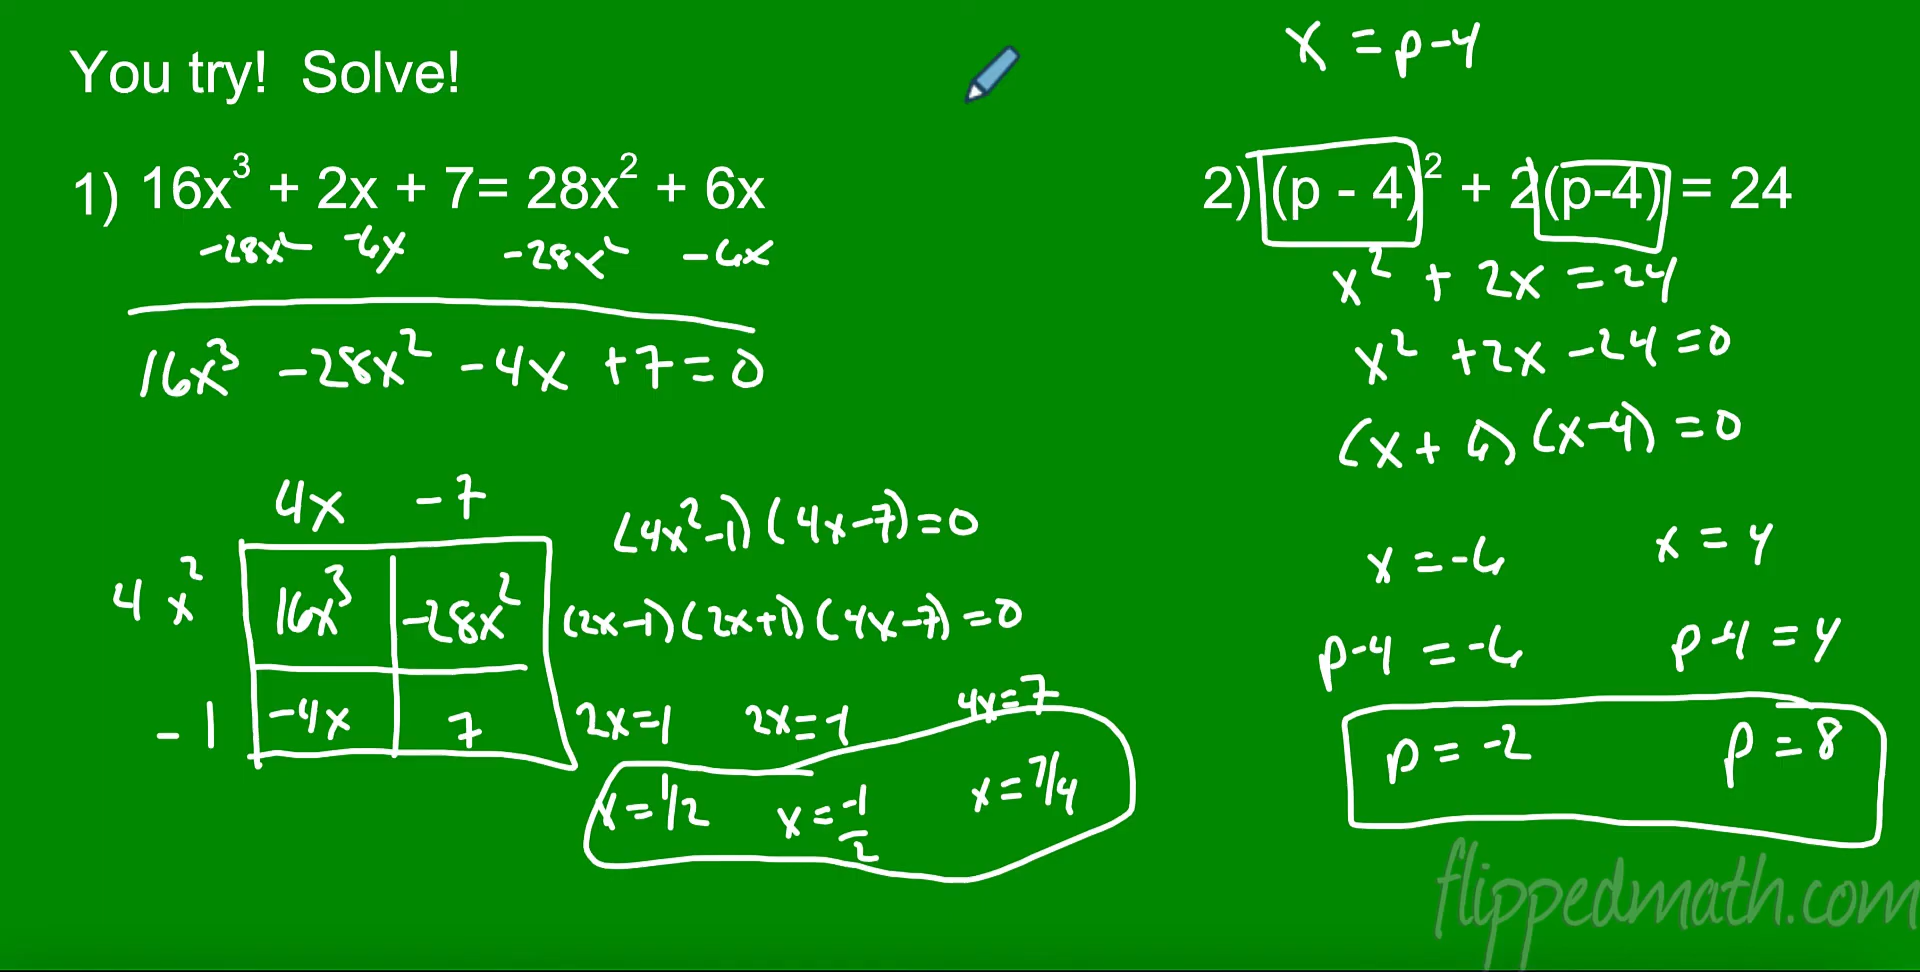 You try! Solve!
1) 16x³ + 2x + 7= 28x² + 6x
-28x² -6x -28x² -6x
16x³ -28x² -4x +7=0
4x -7
4x² 16x³ -28x²
-1 -4x 7
(4x²-1)(4x-7)=0
(2x-1)(2x+1)(4x-7)=0
2x=1 2x=-1 4x=7
x=1/2 x=-1/2 x=7/4
x = p-4
2) (p - 4)² + 2(p-4) = 24
x² + 2x = 24
x² +2x -24=0
(x+6)(x-4)=0
x=-6 x=4
p-4=-6 p-4=4
p=-2 p=8
flippedmath.com